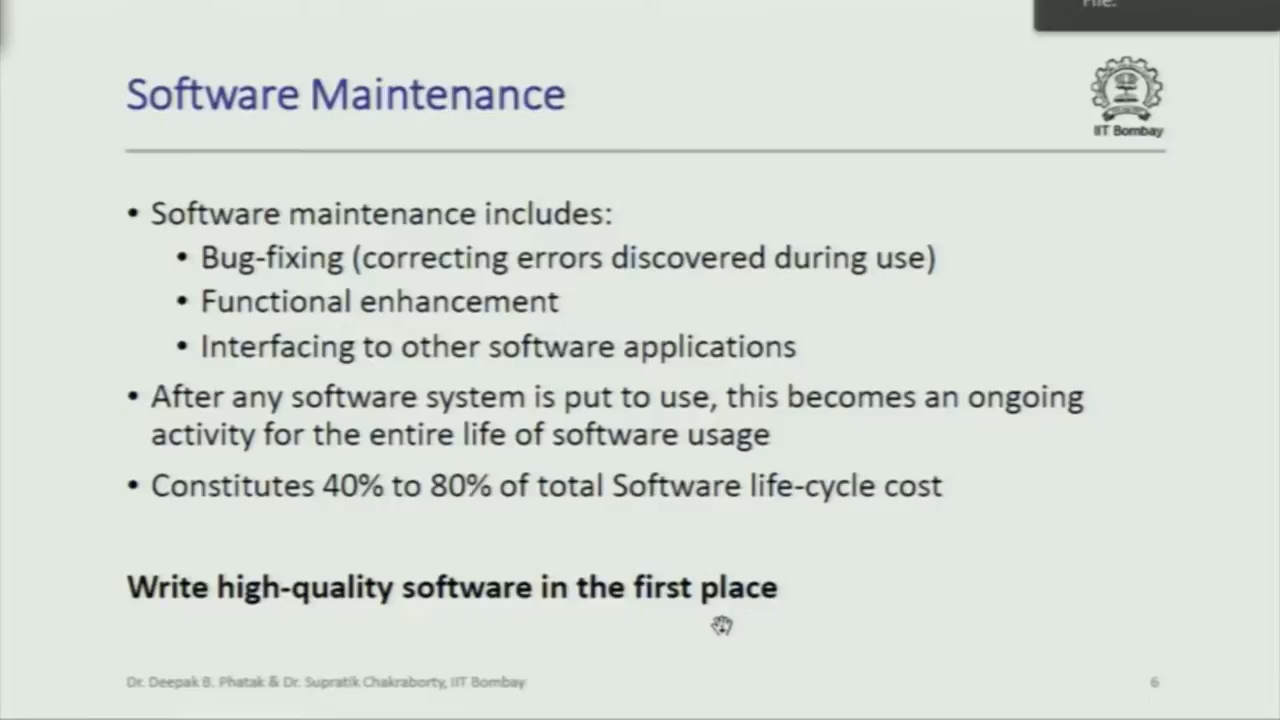 File.
Software Maintenance
IIT Bombay
• Software maintenance includes:
• Bug-fixing (correcting errors discovered during use)
• Functional enhancement
• Interfacing to other software applications
• After any software system is put to use, this becomes an ongoing
activity for the entire life of software usage
• Constitutes 40% to 80% of total Software life-cycle cost
Write high-quality software in the first place
Dr. Deepak B. Phatak & Dr. Supratik Chakraborty, IIT Bombay
6